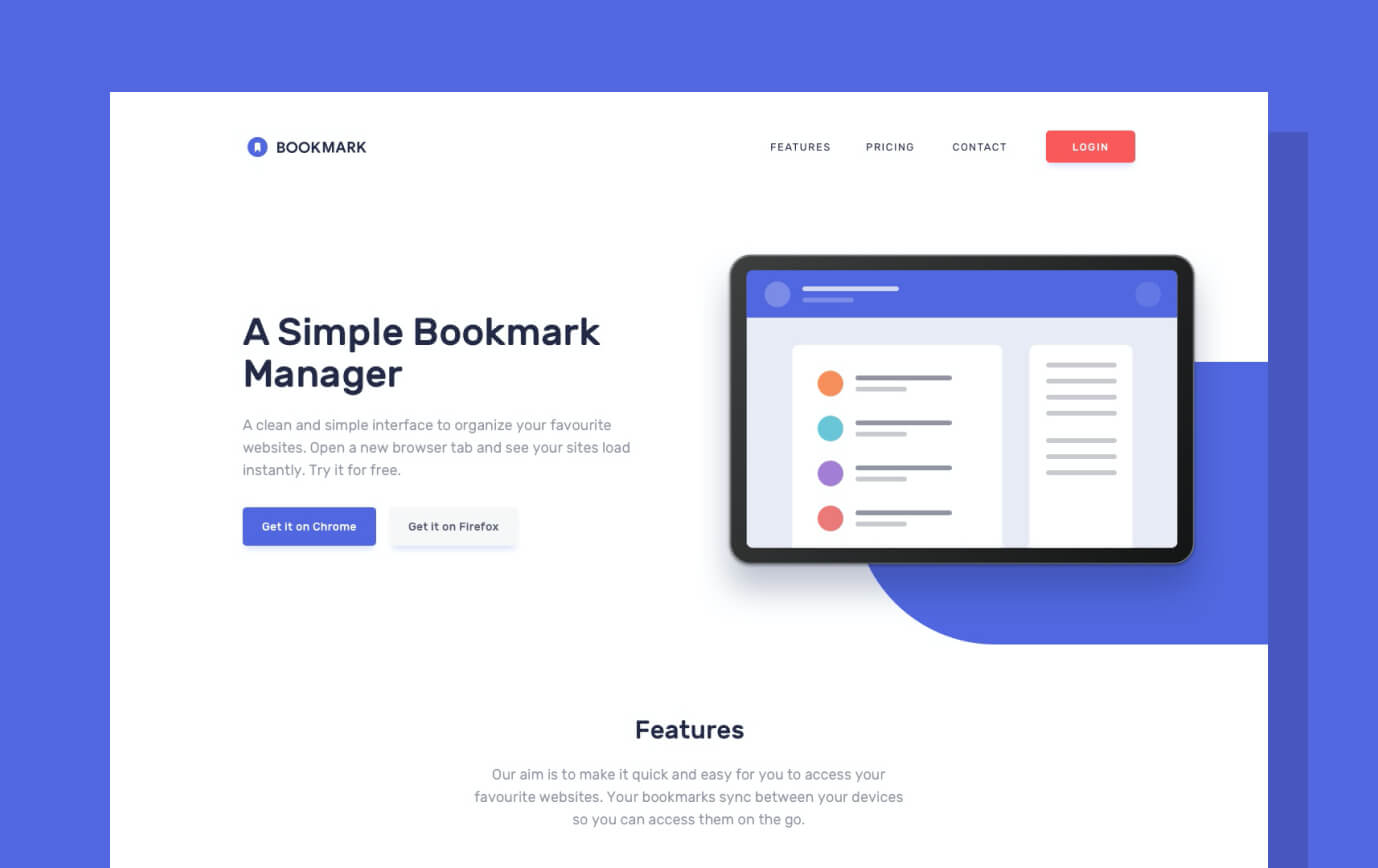 BOOKMARK
FEATURES PRICING CONTACT LOGIN
A Simple Bookmark
Manager
A clean and simple interface to organize your favourite
websites. Open a new browser tab and see your sites load
instantly. Try it for free.
Get it on Chrome Get it on Firefox
Features
Our aim is to make it quick and easy for you to access your
favourite websites. Your bookmarks sync between your devices
so you can access them on the go.